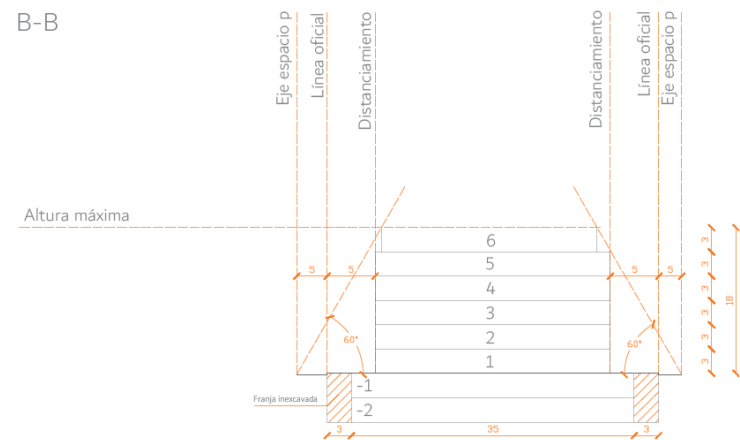 B-B
Eje espacio p
Línea oficial
Distanciamiento
Distanciamiento
Línea oficial
Eje espacio p
Altura máxima
6
3
5
5
5
5
5
3
4
3
18
3
3
2
60°
60°
3
1
3
-1
Franja inexcavada
-2
3
35
3